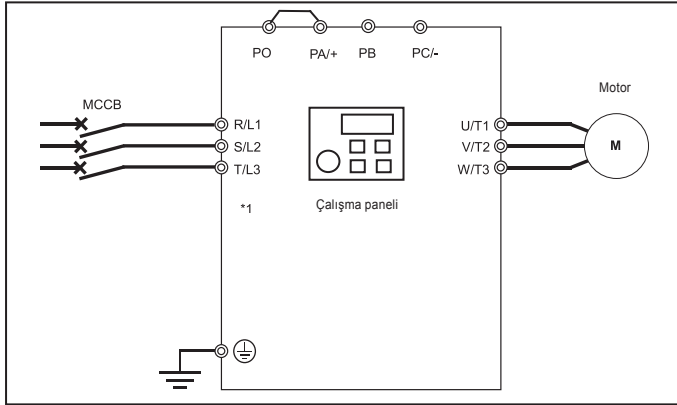 PO PA/+ PB PC/-
MCCB
Motor
R/L1
S/L2
T/L3
U/T1
V/T2
W/T3
M
*1
Çalışma paneli